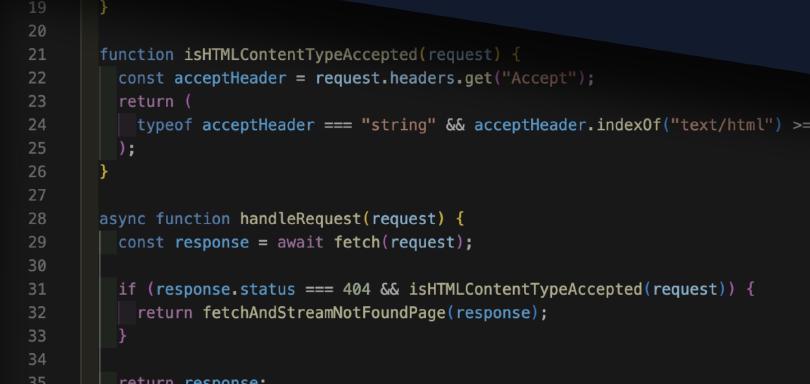 19 }
20
21 function isHTMLContentTypeAccepted(request) {
22 const acceptHeader = request.headers.get("Accept");
23 return (
24 typeof acceptHeader === "string" && acceptHeader.indexOf("text/html") >=
25 );
26 }
27
28 async function handleRequest(request) {
29 const response = await fetch(request);
30
31 if (response.status === 404 && isHTMLContentTypeAccepted(request)) {
32 return fetchAndStreamNotFoundPage(response);
33 }
34
35 return response;